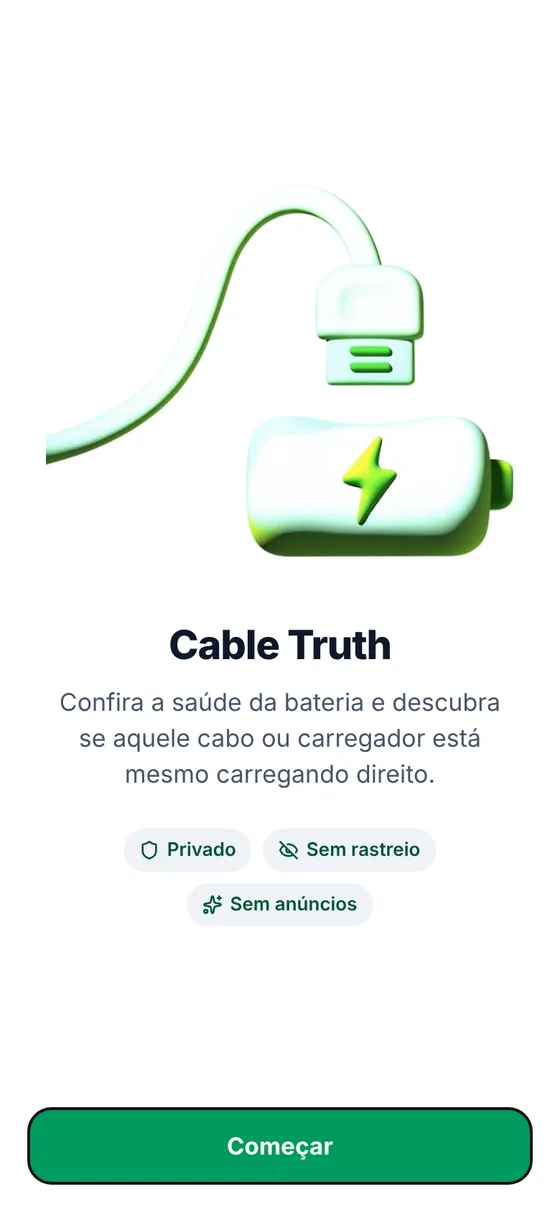 Cable Truth
Confira a saúde da bateria e descubra
se aquele cabo ou carregador está
mesmo carregando direito.
Privado
Sem rastreio
Sem anúncios
Começar